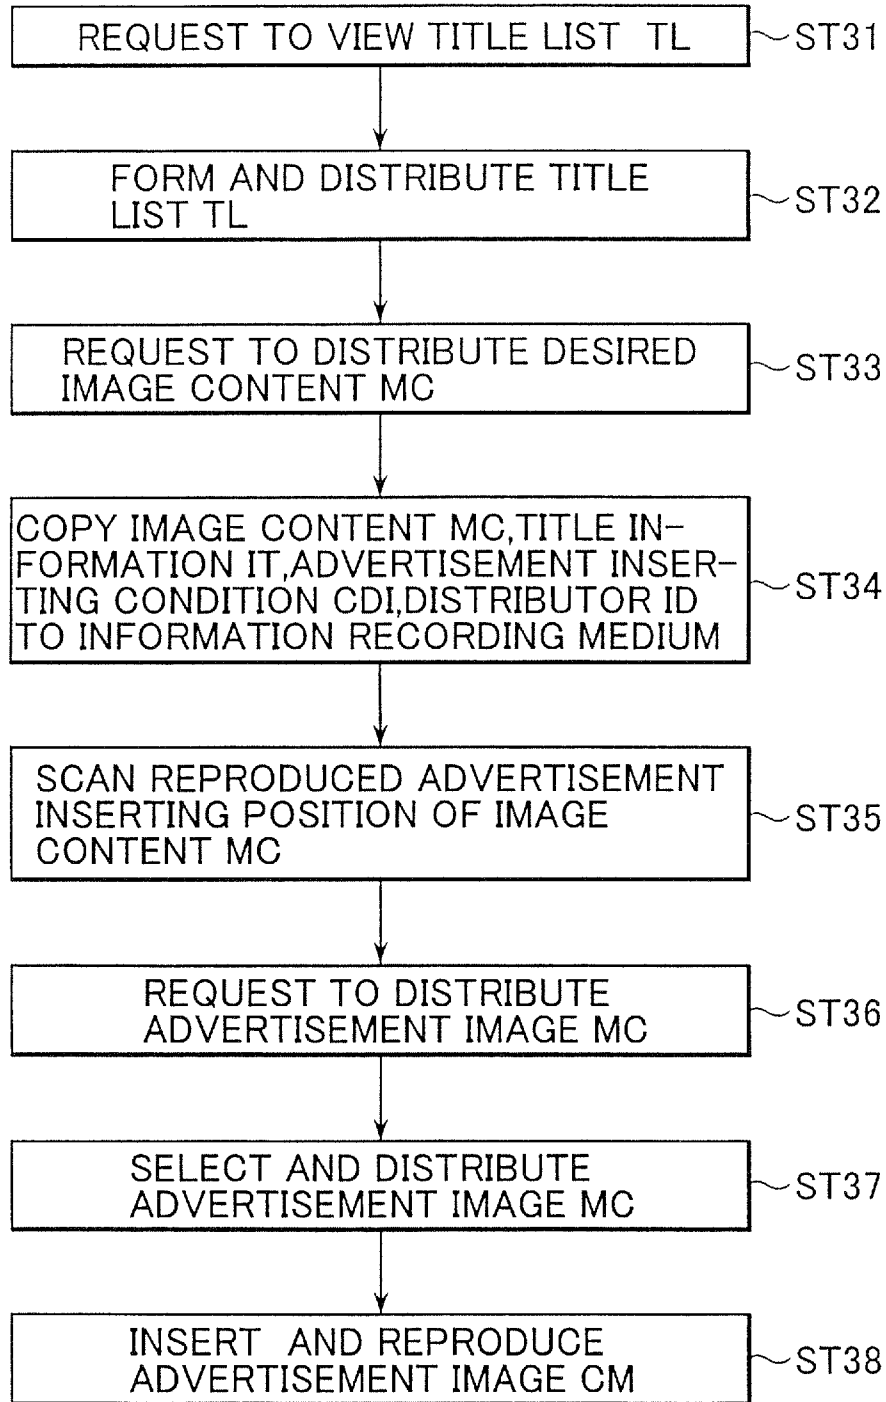 REQUEST TO VIEW TITLE LIST TL
ST31
FORM AND DISTRIBUTE TITLE
LIST TL
ST32
REQUEST TO DISTRIBUTE DESIRED
IMAGE CONTENT MC
ST33
COPY IMAGE CONTENT MC,TITLE IN-
FORMATION IT,ADVERTISEMENT INSER-
TING CONDITION CDI,DISTRIBUTOR ID
TO INFORMATION RECORDING MEDIUM
ST34
SCAN REPRODUCED ADVERTISEMENT
INSERTING POSITION OF IMAGE
CONTENT MC
ST35
REQUEST TO DISTRIBUTE
ADVERTISEMENT IMAGE MC
ST36
SELECT AND DISTRIBUTE
ADVERTISEMENT IMAGE MC
ST37
INSERT AND REPRODUCE
ADVERTISEMENT IMAGE CM
ST38